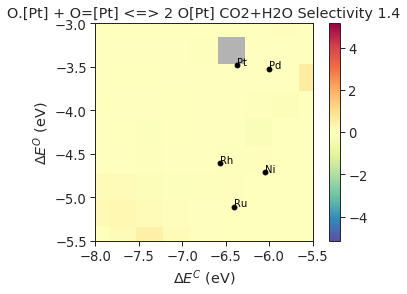 O.[Pt] + O=[Pt] <=> 2 O[Pt] CO2+H2O Selectivity 1.4
−3.0
−3.5
−4.0
−4.5
−5.0
−5.5
ΔE^O (eV)
Pt
Pd
Rh
Ni
Ru
−8.0 −7.5 −7.0 −6.5 −6.0 −5.5
ΔE^C (eV)
4
2
0
−2
−4